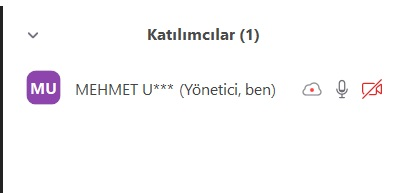 Katılımcılar (1)
MU MEHMET U*** (Yönetici, ben)